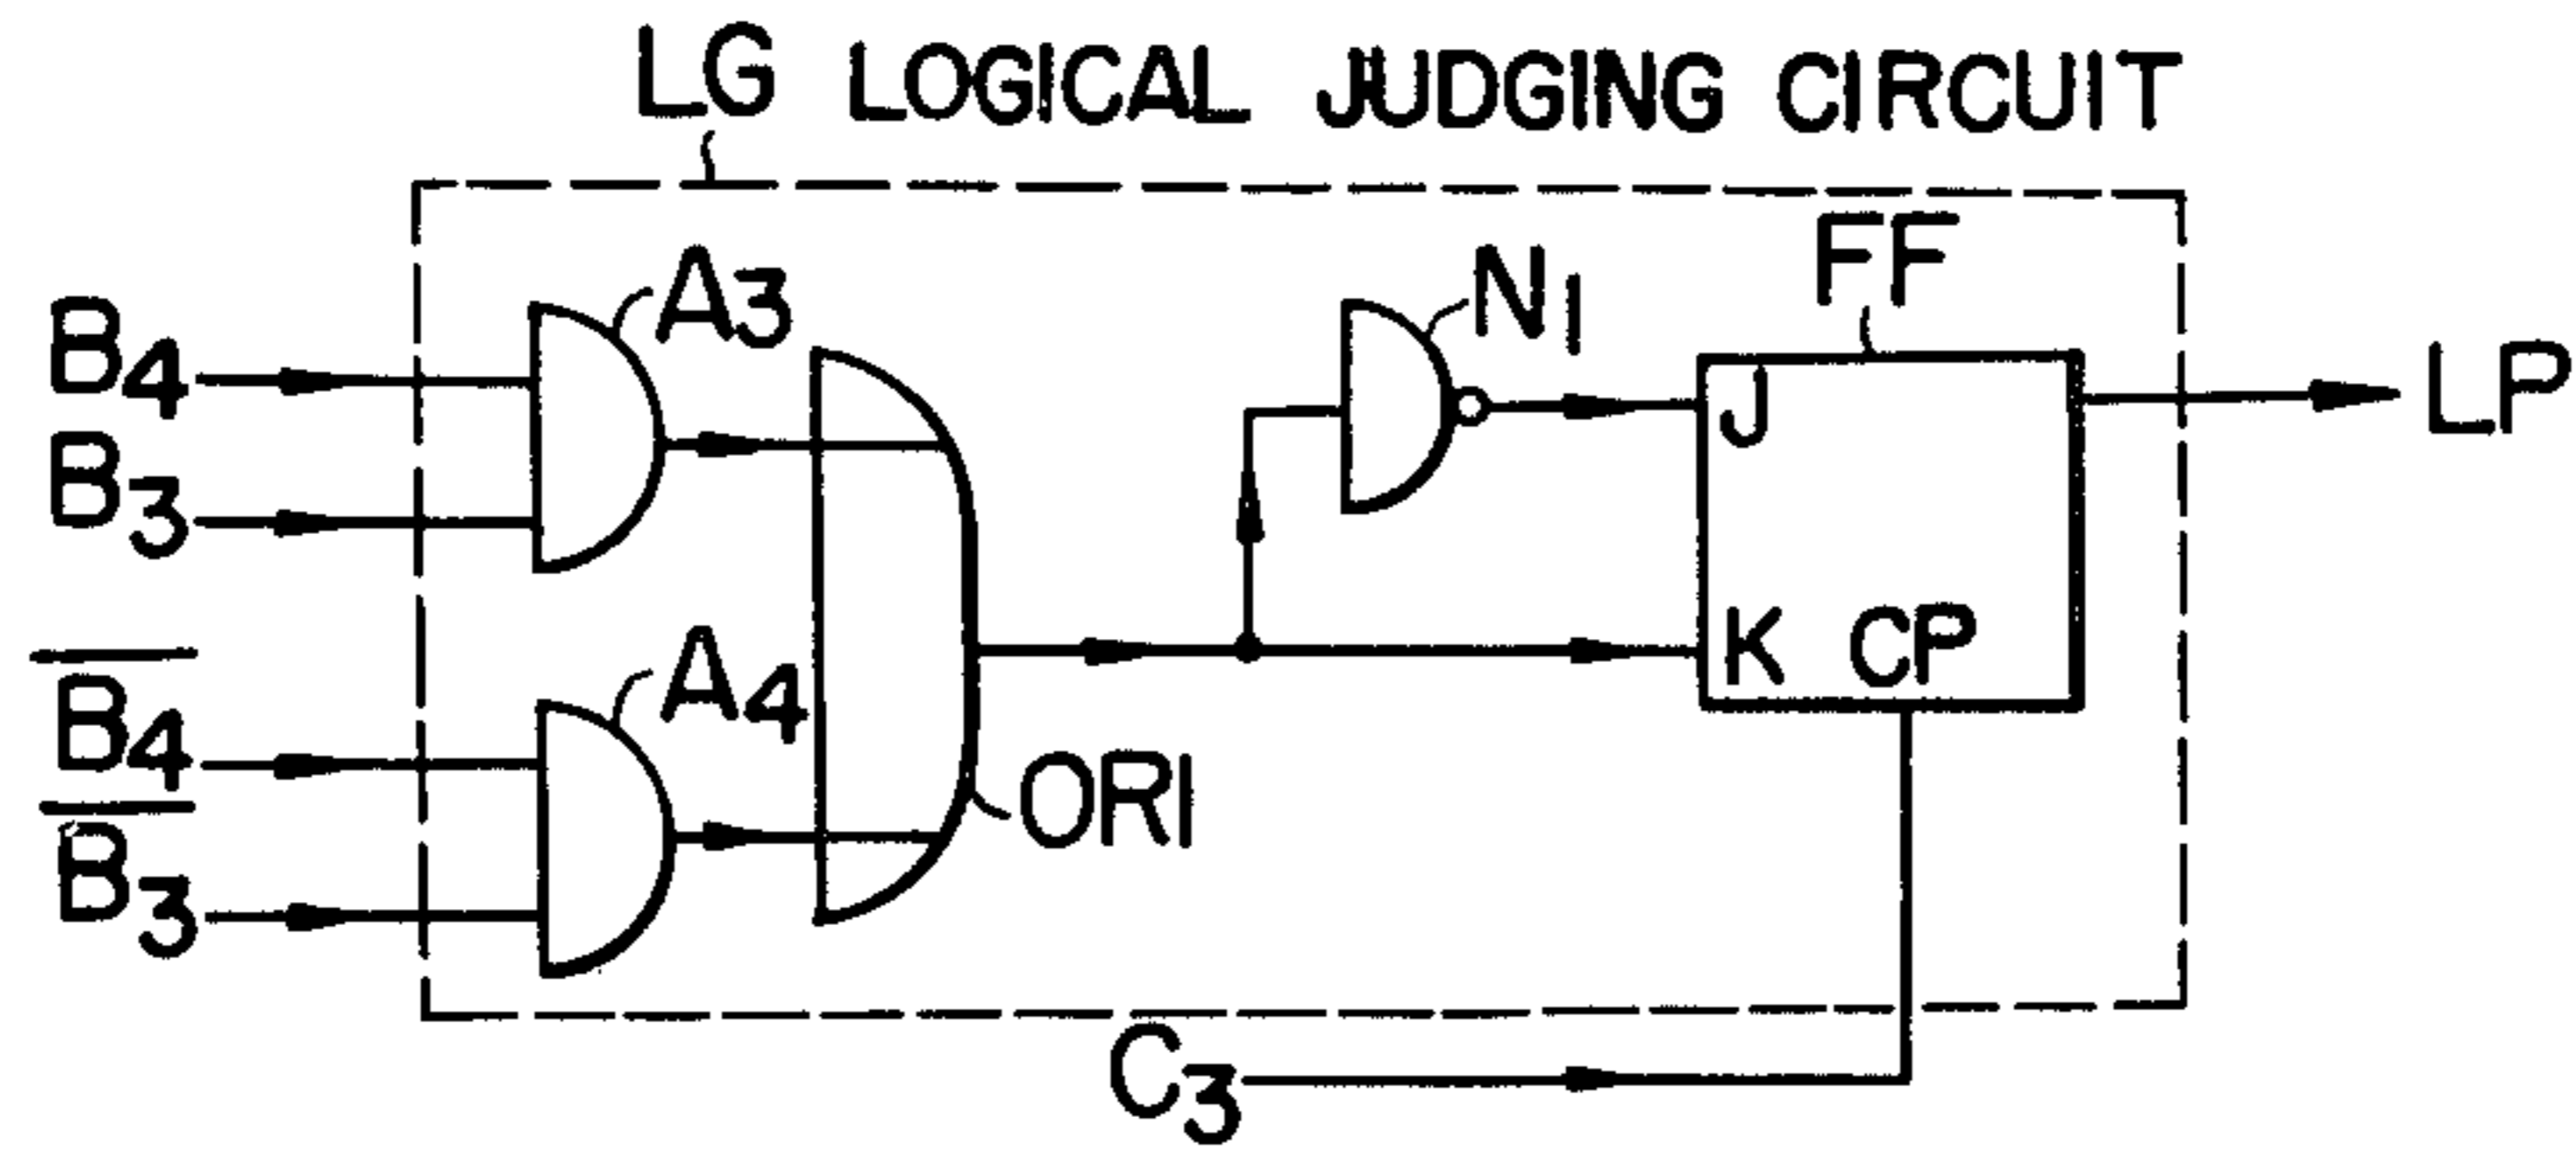 LG LOGICAL JUDGING CIRCUIT
FF
A3
N1
B4
J
LP
B3
A4
K CP
B̅4̅
ORI
B̅3̅
C3